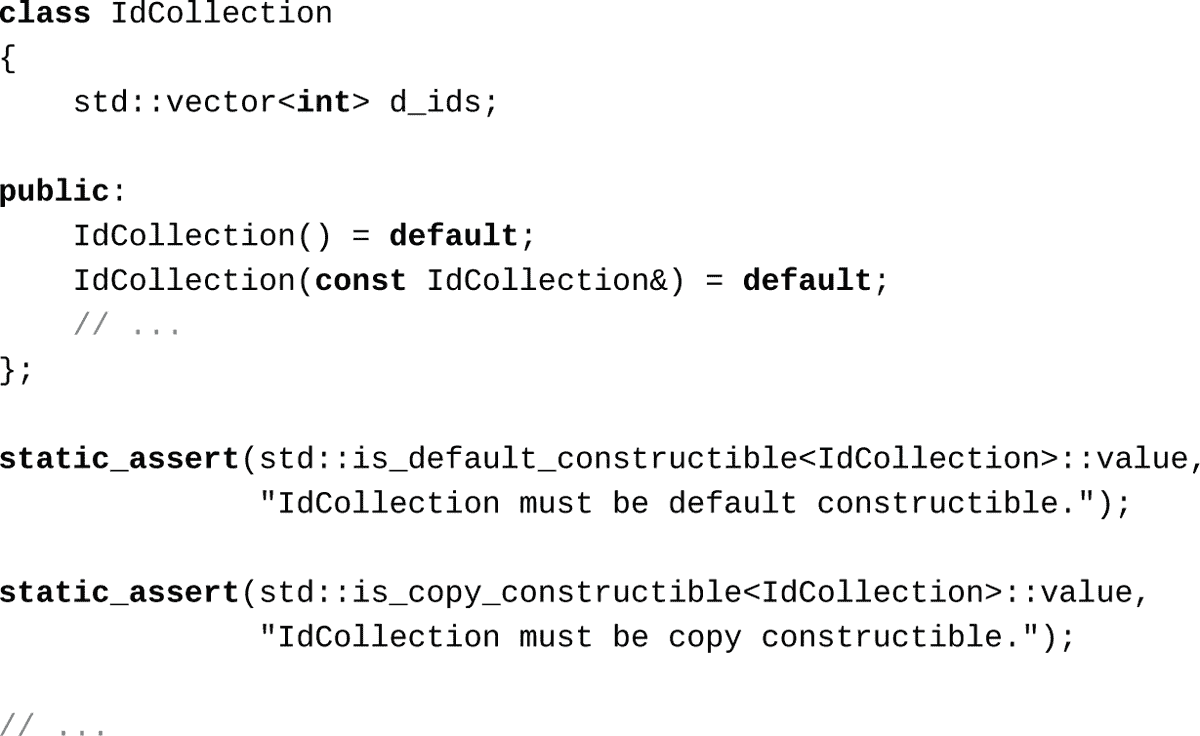 class IdCollection
{
    std::vector<int> d_ids;

public:
    IdCollection() = default;
    IdCollection(const IdCollection&) = default;
    // ...
};

static_assert(std::is_default_constructible<IdCollection>::value,
              "IdCollection must be default constructible.");

static_assert(std::is_copy_constructible<IdCollection>::value,
              "IdCollection must be copy constructible.");

// ...